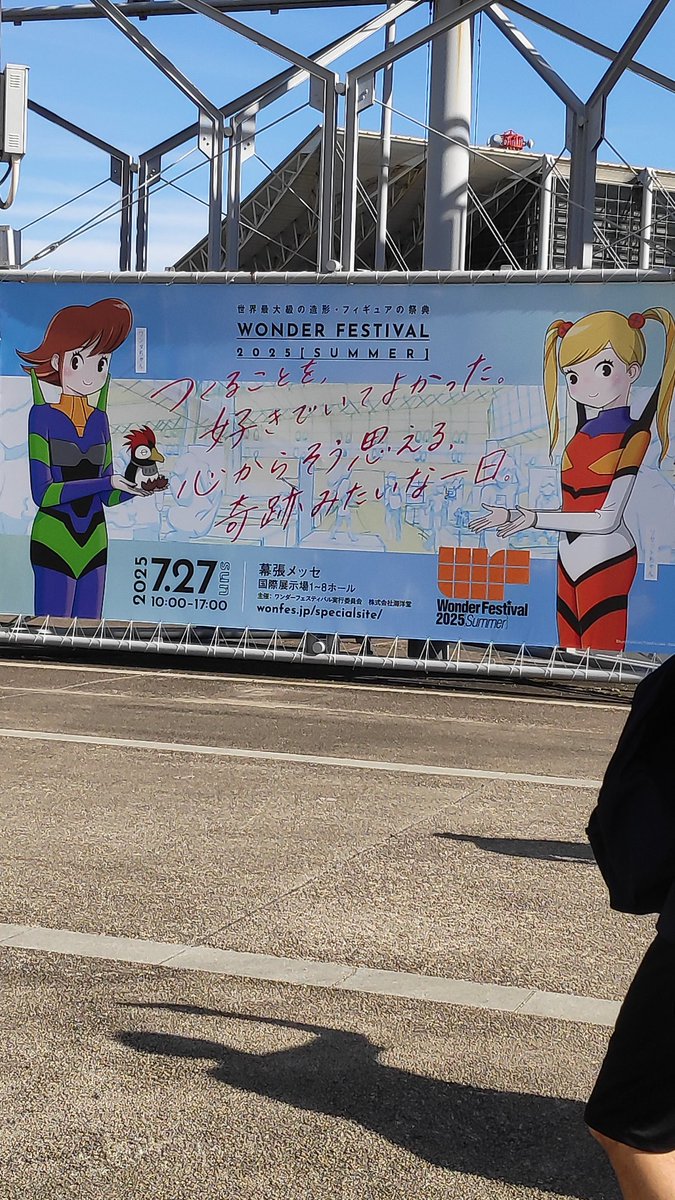 世界最大級の造形・フィギュアの祭典
WONDER FESTIVAL
2025[SUMMER]
つくることを、
好きでいてよかった。
心からそう思える、
奇跡みたいな一日。
2025 7.27 SUN
10:00-17:00
幕張メッセ
国際展示場1~8ホール
主催:ワンダーフェスティバル実行委員会 株式会社海洋堂
wonfes.jp/specialsite/
Wonder Festival
2025[Summer]